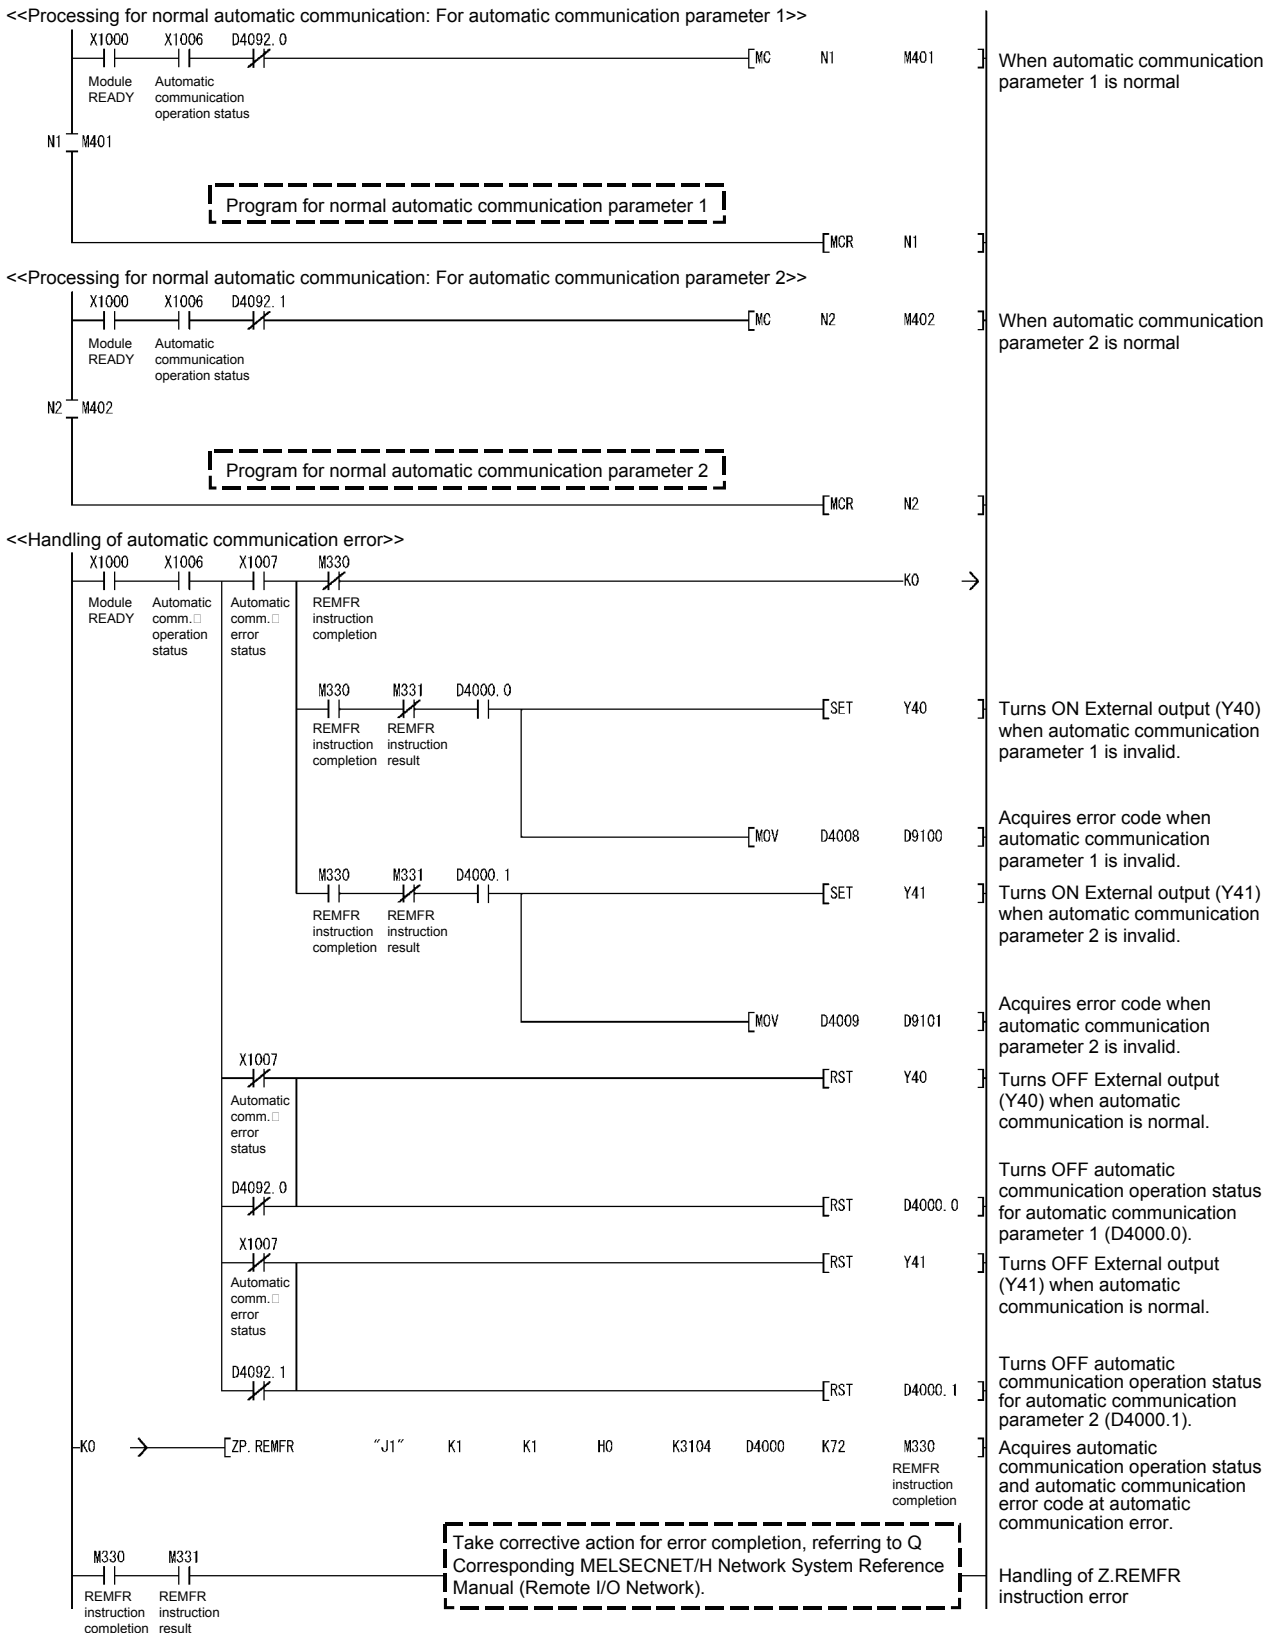 <<Processing for normal automatic communication: For automatic communication parameter 1>>
X1000 X1006 D4092.0
[MC N1 M401 ]
When automatic communication
parameter 1 is normal
Module
READY
Automatic
communication
operation status
N1 M401
Program for normal automatic communication parameter 1
[MCR N1 ]
<<Processing for normal automatic communication: For automatic communication parameter 2>>
X1000 X1006 D4092.1
[MC N2 M402 ]
When automatic communication
parameter 2 is normal
Module
READY
Automatic
communication
operation status
N2 M402
Program for normal automatic communication parameter 2
[MCR N2 ]
<<Handling of automatic communication error>>
X1000 X1006 X1007 M330
K0
Module
READY
Automatic
comm.□
operation
status
Automatic
comm.□
error
status
REMFR
instruction
completion
M330 M331 D4000.0
[SET Y40 ]
REMFR
instruction
completion
REMFR
instruction
result
Turns ON External output (Y40)
when automatic communication
parameter 1 is invalid.
[MOV D4008 D9100 ]
Acquires error code when
automatic communication
parameter 1 is invalid.
M330 M331 D4000.1
[SET Y41 ]
REMFR
instruction
completion
REMFR
instruction
result
Turns ON External output (Y41)
when automatic communication
parameter 2 is invalid.
[MOV D4009 D9101 ]
Acquires error code when
automatic communication
parameter 2 is invalid.
X1007
[RST Y40 ]
Automatic
comm.□
error
status
Turns OFF External output
(Y40) when automatic
communication is normal.
D4092.0
[RST D4000.0 ]
Turns OFF automatic
communication operation status
for automatic communication
parameter 1 (D4000.0).
X1007
[RST Y41 ]
Automatic
comm.□
error
status
Turns OFF External output
(Y41) when automatic
communication is normal.
D4092.1
[RST D4000.1 ]
Turns OFF automatic
communication operation status
for automatic communication
parameter 2 (D4000.1).
K0 [ZP.REMFR "J1" K1 K1 H0 K3104 D4000 K72 M330 ]
REMFR
instruction
completion
Acquires automatic
communication operation status
and automatic communication
error code at automatic
communication error.
M330 M331
REMFR
instruction
completion
REMFR
instruction
result
Take corrective action for error completion, referring to Q
Corresponding MELSECNET/H Network System Reference
Manual (Remote I/O Network).
Handling of Z.REMFR
instruction error